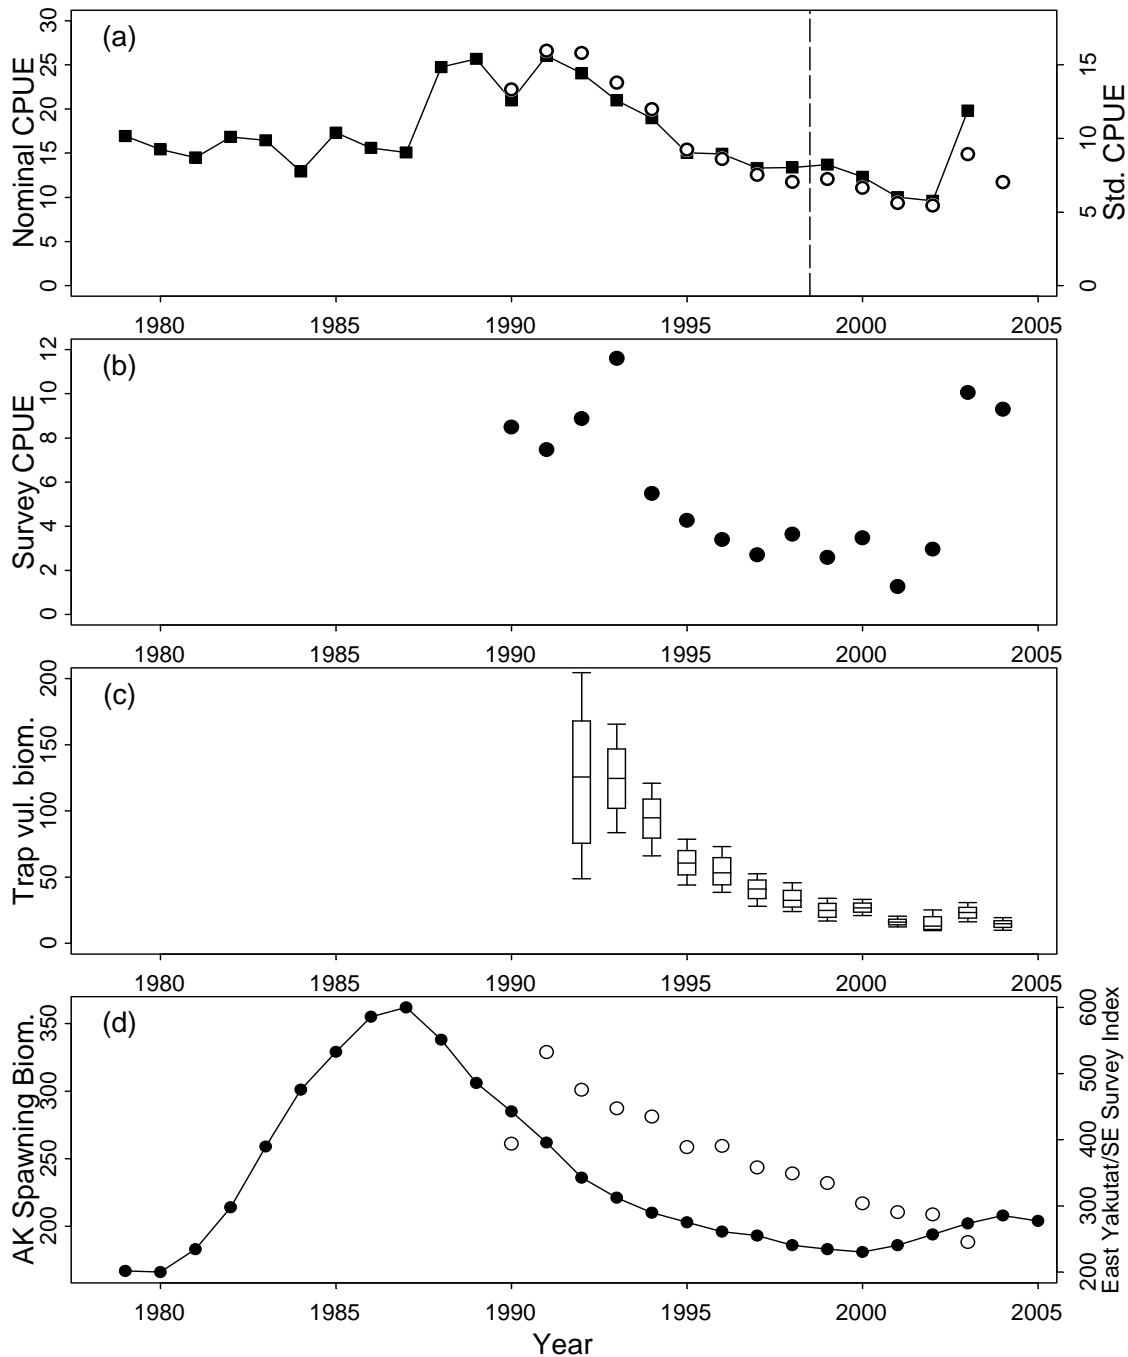 (a)
Nominal CPUE
0 5 10 15 20 25 30
Std. CPUE
0 5 10 15
1980 1985 1990 1995 2000 2005
(b)
Survey CPUE
0 2 4 6 8 10 12
1980 1985 1990 1995 2000 2005
(c)
Trap vul. biom.
0 50 100 150 200
1980 1985 1990 1995 2000 2005
(d)
AK Spawning Biom.
200 250 300 350
East Yakutat/SE Survey Index
200 300 400 500 600
1980 1985 1990 1995 2000 2005
Year